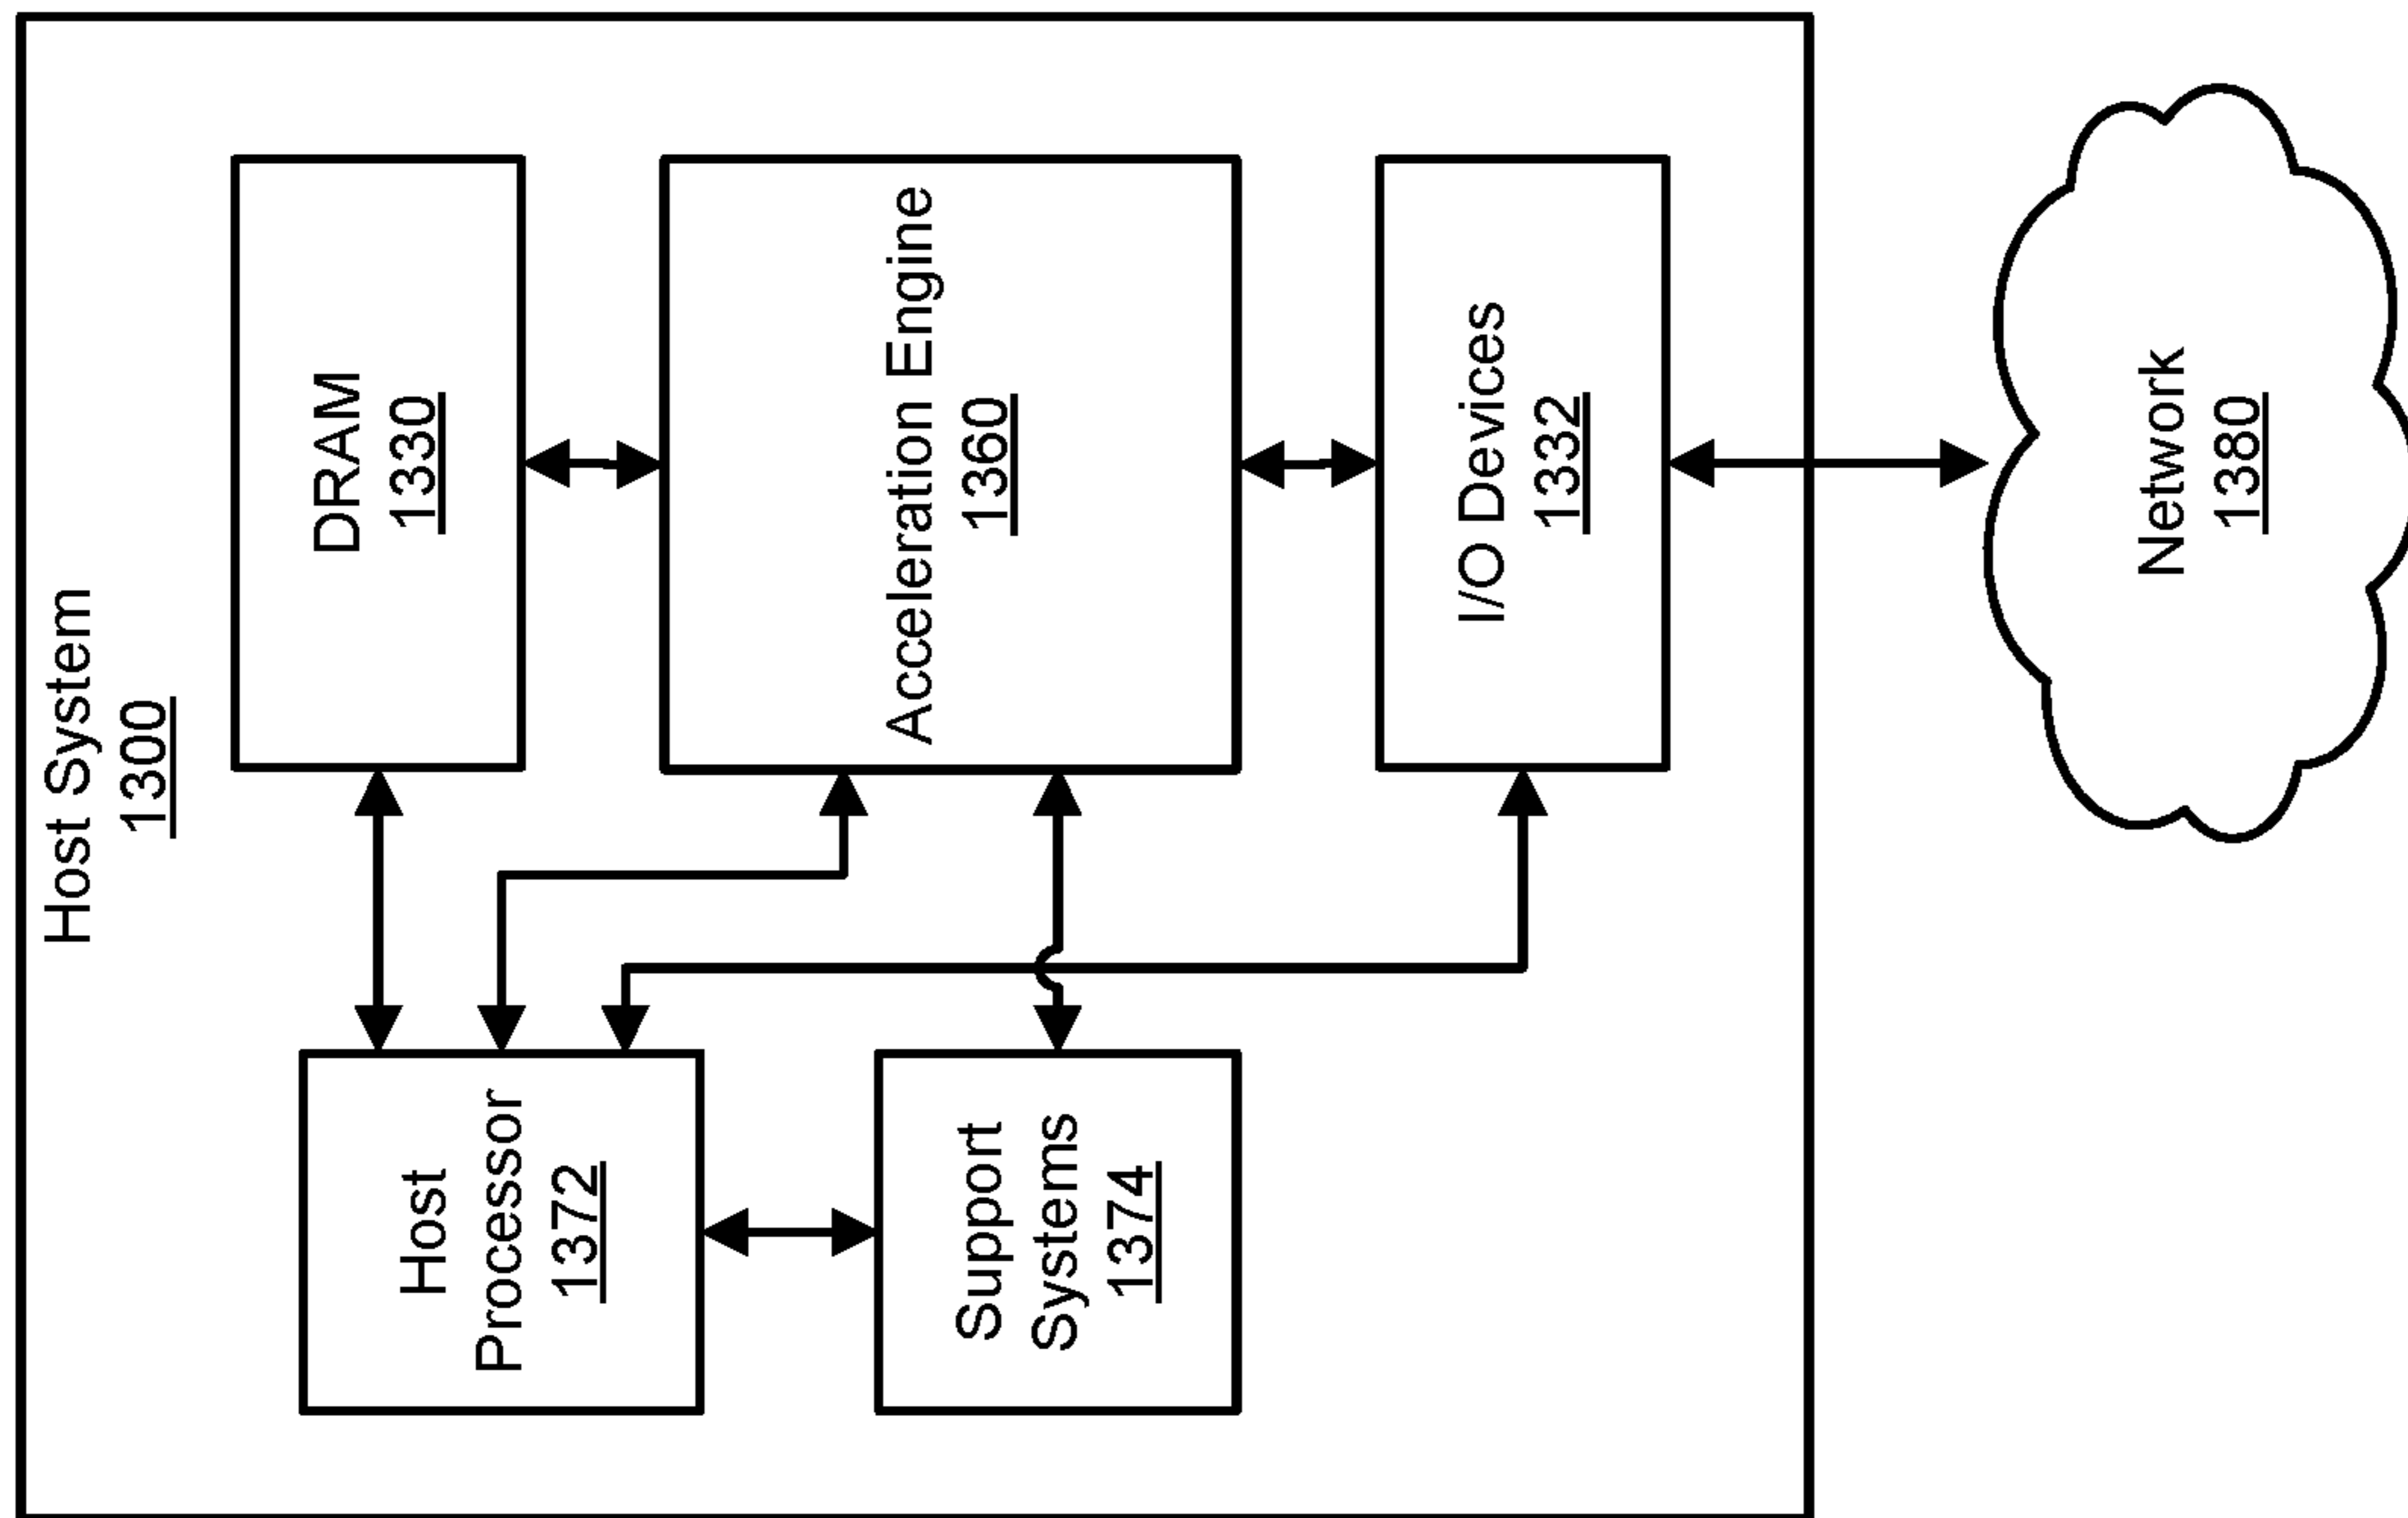 Host System
1300
Host
Processor
1372
DRAM
1330
Support
Systems
1374
Acceleration Engine
1360
I/O Devices
1332
Network
1380